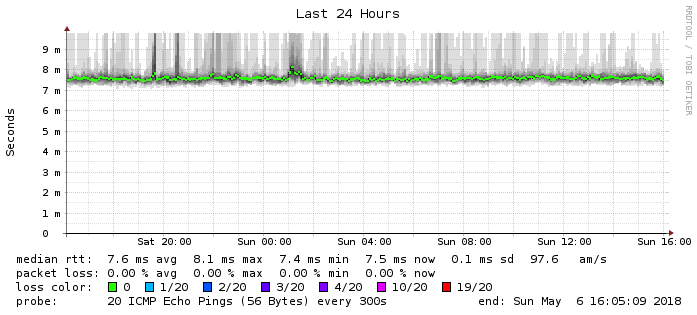 Last 24 Hours
RRDTOOL / TOBI OETIKER
Seconds
9 m
8 m
7 m
6 m
5 m
4 m
3 m
2 m
1 m
0
Sat 20:00 Sun 00:00 Sun 04:00 Sun 08:00 Sun 12:00 Sun 16:00
median rtt: 7.6 ms avg 8.1 ms max 7.4 ms min 7.5 ms now 0.1 ms sd 97.6 am/s
packet loss: 0.00 % avg 0.00 % max 0.00 % min 0.00 % now
loss color: 0 1/20 2/20 3/20 4/20 10/20 19/20
probe: 20 ICMP Echo Pings (56 Bytes) every 300s end: Sun May 6 16:05:09 2018